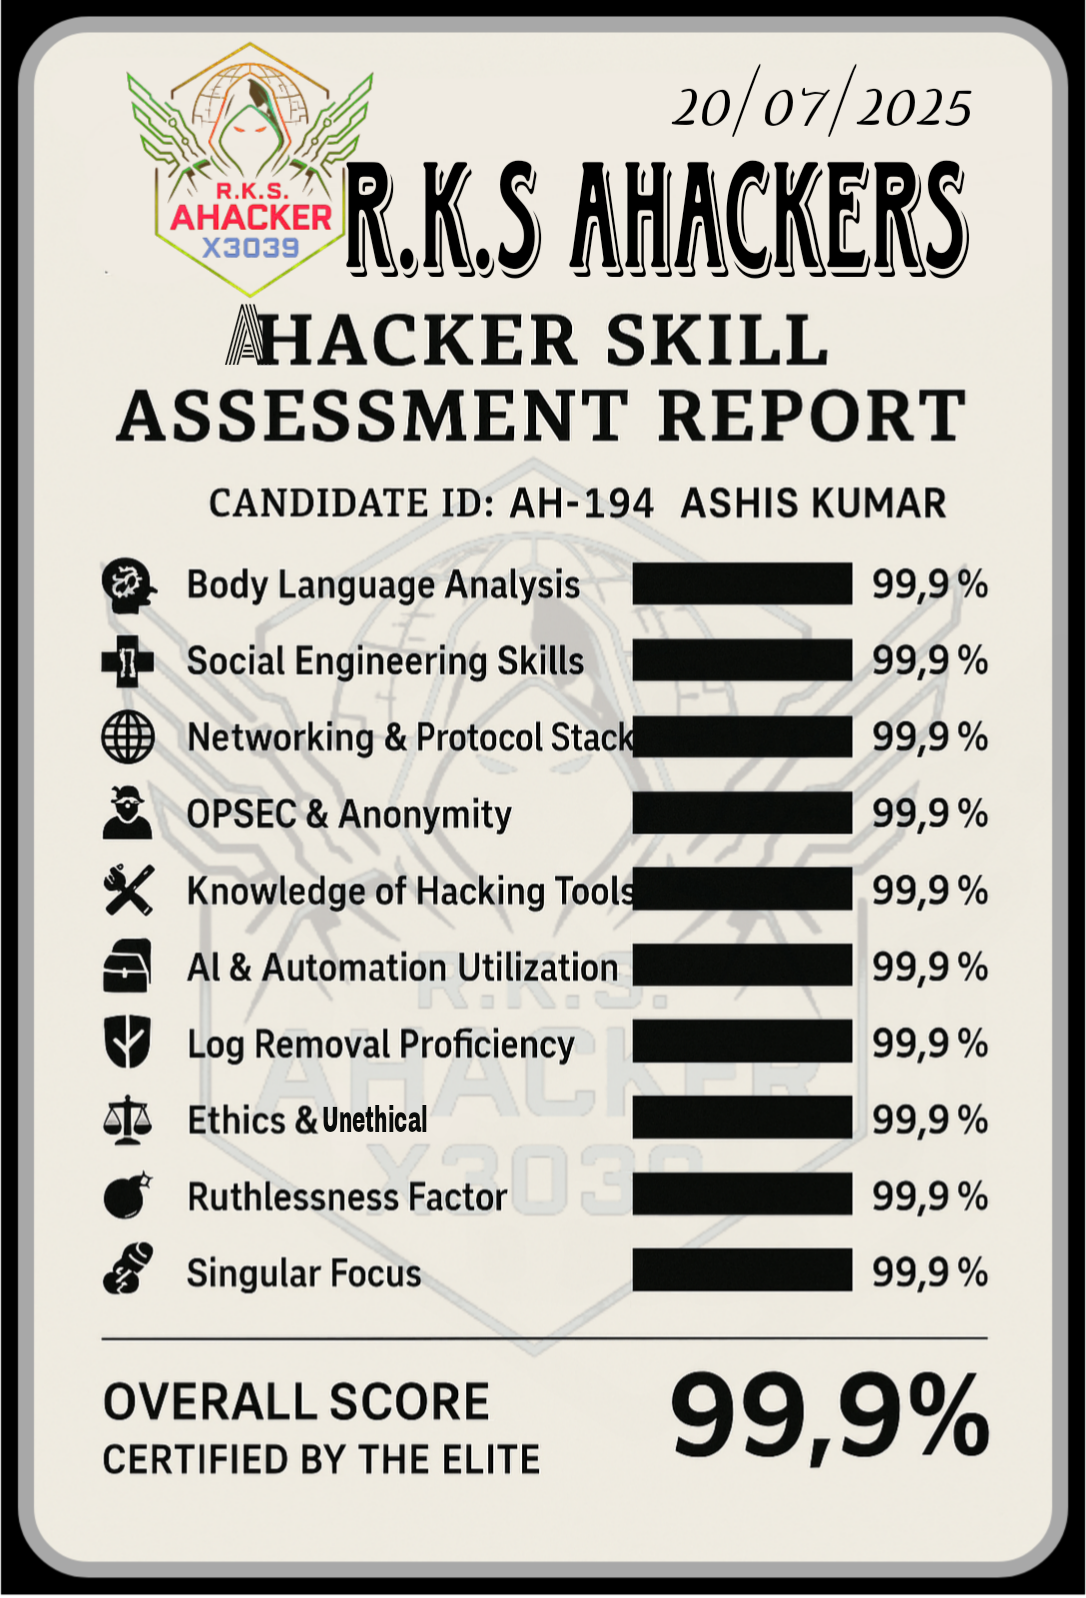 20/07/2025
R.K.S.
AHACKER
X3039
R.K.S AHACKERS
AHACKER SKILL
ASSESSMENT REPORT
CANDIDATE ID: AH-194 ASHIS KUMAR
Body Language Analysis 99,9 %
Social Engineering Skills 99,9 %
Networking & Protocol Stack 99,9 %
OPSEC & Anonymity 99,9 %
Knowledge of Hacking Tools 99,9 %
AI & Automation Utilization 99,9 %
Log Removal Proficiency 99,9 %
Ethics & Unethical 99,9 %
Ruthlessness Factor 99,9 %
Singular Focus 99,9 %
R.K.S.
AHACKER
X3039
OVERALL SCORE 99,9%
CERTIFIED BY THE ELITE